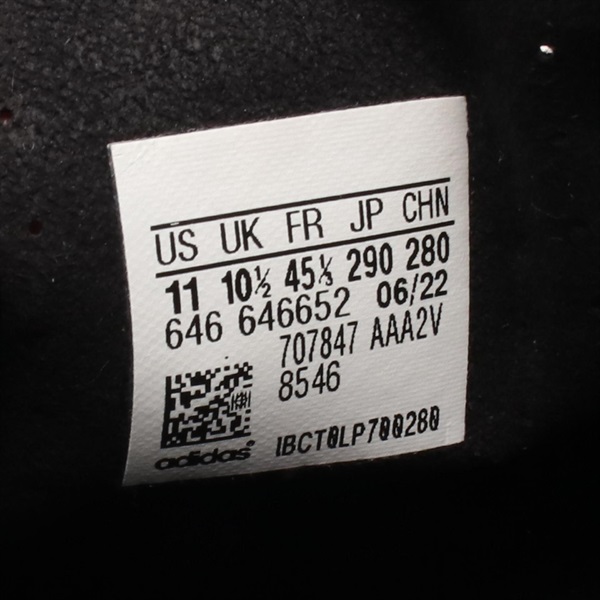 US UK FR JP CHN
11 10½ 45⅓ 290 280
646 646652 06/22
707847 AAA2V
8546
adidas®
IBCT0LP700280